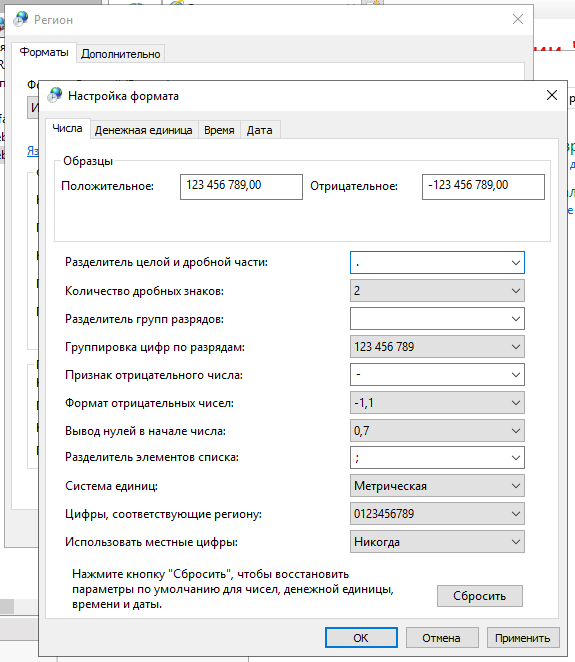 Регион
Форматы
Дополнительно
Настройка формата
Числа
Денежная единица
Время
Дата
Образцы
Положительное:
123 456 789,00
Отрицательное:
-123 456 789,00
Разделитель целой и дробной части:
.
Количество дробных знаков:
2
Разделитель групп разрядов:
Группировка цифр по разрядам:
123 456 789
Признак отрицательного числа:
-
Формат отрицательных чисел:
-1,1
Вывод нулей в начале числа:
0,7
Разделитель элементов списка:
;
Система единиц:
Метрическая
Цифры, соответствующие региону:
0123456789
Использовать местные цифры:
Никогда
Нажмите кнопку "Сбросить", чтобы восстановить
параметры по умолчанию для чисел, денежной единицы,
времени и даты.
Сбросить
OK
Отмена
Применить